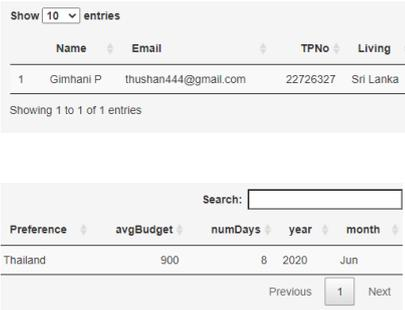 Show 10 entries
Name Email TPNo Living
1 Gimhani P thushan444@gmail.com 22726327 Sri Lanka
Showing 1 to 1 of 1 entries
Search:
Preference avgBudget numDays year month
Thailand 900 8 2020 Jun
Previous 1 Next